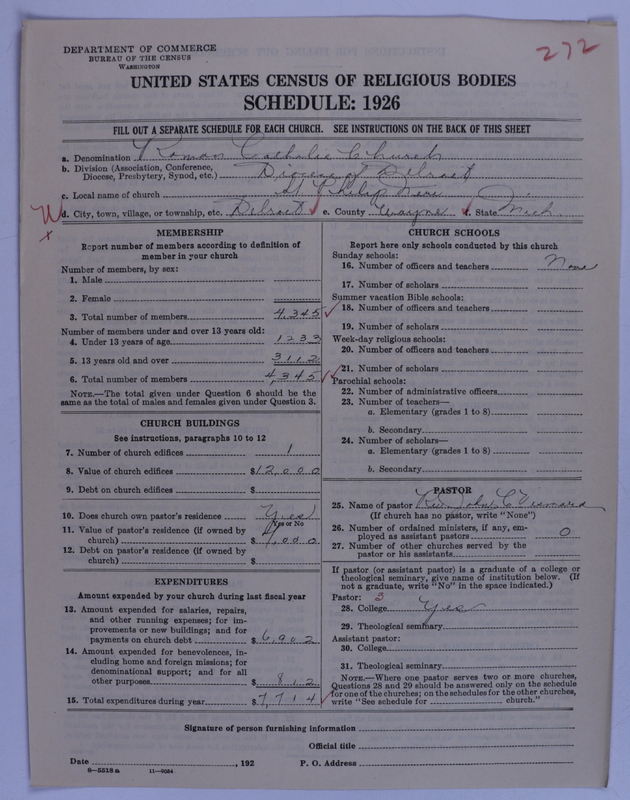 272
DEPARTMENT OF COMMERCE
BUREAU OF THE CENSUS
WASHINGTON
UNITED STATES CENSUS OF RELIGIOUS BODIES
SCHEDULE: 1926
FILL OUT A SEPARATE SCHEDULE FOR EACH CHURCH. SEE INSTRUCTIONS ON THE BACK OF THIS SHEET
a. Denomination Roman Catholic Church
b. Division (Association, Conference, Diocese, Presbytery, Synod, etc.) Diocese of Detroit
c. Local name of church St Philip Neri
d. City, town, village, or township, etc. Detroit e. County Wayne f. State Mich.
MEMBERSHIP
Report number of members according to definition of
member in your church
Number of members, by sex:
1. Male
2. Female
3. Total number of members 4,345
Number of members under and over 13 years old:
4. Under 13 years of age 1233
5. 13 years old and over 3112
6. Total number of members 4,345
NOTE.—The total given under Question 6 should be
same as the total of males and females given under Question 3.
CHURCH BUILDINGS
See instructions, paragraphs 10 to 12
7. Number of church edifices 1
8. Value of church edifices $12,000
9. Debt on church edifices $
10. Does church own pastor's residence Yes
Yes or No
11. Value of pastor's residence (if owned by
church) $ ,000
12. Debt on pastor's residence (if owned by
church) $
EXPENDITURES
Amount expended by your church during last fiscal year
13. Amount expended for salaries, repairs,
and other running expenses; for im-
provements or new buildings; and for
payments on church debt $6,902
14. Amount expended for benevolences, in-
cluding home and foreign missions; for
denominational support; and for all
other purposes $ 812
15. Total expenditures during year $7,714
CHURCH SCHOOLS
Report here only schools conducted by this church
Sunday schools:
16. Number of officers and teachers None
17. Number of scholars
Summer vacation Bible schools:
18. Number of officers and teachers
19. Number of scholars
Week-day religious schools:
20. Number of officers and teachers
21. Number of scholars
Parochial schools:
22. Number of administrative officers
23. Number of teachers—
a. Elementary (grades 1 to 8)
b. Secondary
24. Number of scholars—
a. Elementary (grades 1 to 8)
b. Secondary
PASTOR
25. Name of pastor Rev John C
(If church has no pastor, write "None")
26. Number of ordained ministers, if any, em-
ployed as assistant pastors 0
27. Number of other churches served by the
pastor or his assistants
If pastor (or assistant pastor) is a graduate of a college or
theological seminary, give name of institution below. (If
not a graduate, write "No" in the space indicated.)
Pastor: 3
28. College Yes
29. Theological seminary
Assistant pastor:
30. College
31. Theological seminary
NOTE.—Where one pastor serves two or more churches,
Questions 28 and 29 should be answered only on the schedule
for one of the churches; on the schedules for the other churches,
write "See schedule for church."
Signature of person furnishing information
Official title
Date , 192 P. O. Address
8—5518 a 11—9034